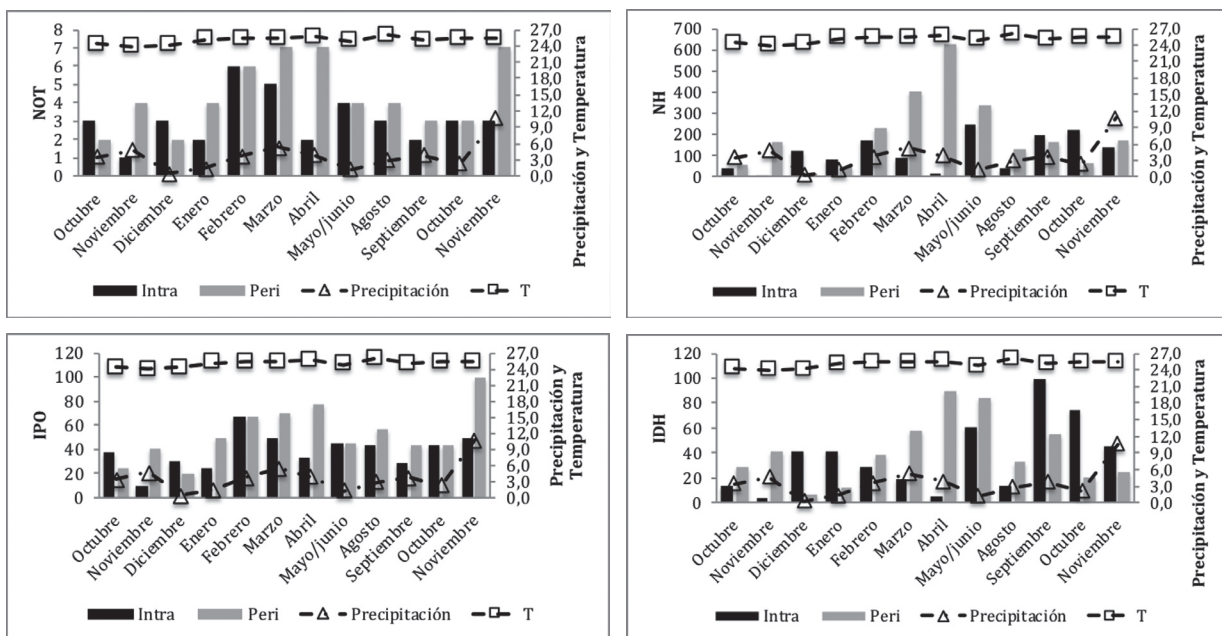 8
7
6
5
4
3
2
1
0
NOT
27,0
24,0
21,0
18,0
15,0
12,0
9,0
6,0
3,0
0,0
Precipitación y Temperatura
Octubre
Noviembre
Diciembre
Enero
Febrero
Marzo
Abril
Mayo/junio
Agosto
Septiembre
Octubre
Noviembre
Intra Peri Precipitación T
700
600
500
400
300
200
100
0
NH
27,0
24,0
21,0
18,0
15,0
12,0
9,0
6,0
3,0
0,0
Precipitación y Temperatura
Octubre
Noviembre
Diciembre
Enero
Febrero
Marzo
Abril
Mayo/junio
Agosto
Septiembre
Octubre
Noviembre
Intra Peri Precipitación T
120
100
80
60
40
20
0
IPO
27,0
24,0
21,0
18,0
15,0
12,0
9,0
6,0
3,0
0,0
Precipitación y
Temperatura
Octubre
Noviembre
Diciembre
Enero
Febrero
Marzo
Abril
Mayo/junio
Agosto
Septiembre
Octubre
Noviembre
Intra Peri Precipitación T
120
100
80
60
40
20
0
IDH
27,0
24,0
21,0
18,0
15,0
12,0
9,0
6,0
3,0
0,0
Precipitación y Temperatura
Octubre
Noviembre
Diciembre
Enero
Febrero
Marzo
Abril
Mayo/junio
Agosto
Septiembre
Octubre
Noviembre
Intra Peri Precipitación T